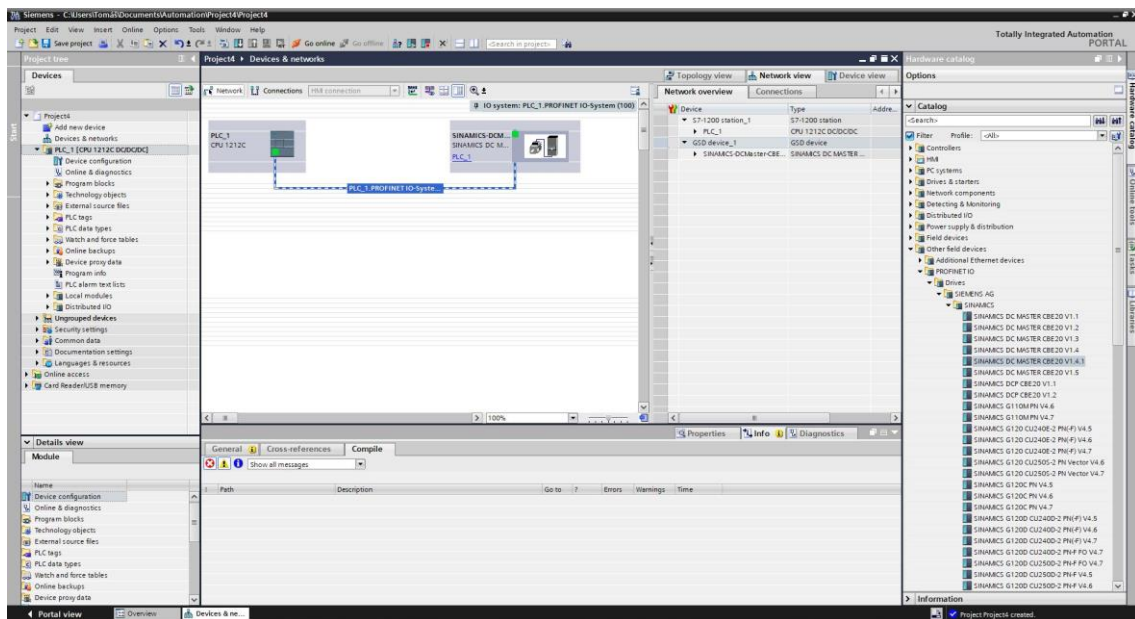 Siemens - C:\Users\Tomáš\Documents\Automation\Project4\Project4
Project Edit View Insert Online Options Tools Window Help
Totally Integrated Automation
PORTAL
Save project Go online Go offline <Search in project>
Project tree
Devices
Project4
Add new device
Devices & networks
PLC_1 [CPU 1212C DC/DC/DC]
Device configuration
Online & diagnostics
Program blocks
Technology objects
External source files
PLC tags
PLC data types
Watch and force tables
Online backups
Device proxy data
Program info
PLC alarm text lists
Local modules
Distributed I/O
Ungrouped devices
Security settings
Common data
Documentation settings
Languages & resources
Online access
Card Reader/USB memory
Start
Details view
Module
Name
Device configuration
Online & diagnostics
Program blocks
Technology objects
External source files
PLC tags
PLC data types
Watch and force tables
Online backups
Device proxy data
Project4 Devices & networks
Topology view Network view Device view
Network Connections HMI connection
IO system: PLC_1.PROFINET IO-System (100)
PLC_1
CPU 1212C
SINAMICS-DCM...
SINAMICS DC M...
PLC_1
PLC_1.PROFINET IO-Syste...
100%
Network overview Connections
Device Type Addre...
S7-1200 station_1 S7-1200 station
PLC_1 CPU 1212C DC/DC/DC
GSD device_1 GSD device
SINAMICS-DCMaster-CBE... SINAMICS DC MASTER ...
Properties Info Diagnostics
General Cross-references Compile
Show all messages
! Path Description Go to ? Errors Warnings Time
Hardware catalog
Options
Catalog
<Search>
Filter Profile: <All>
Controllers
HMI
PC systems
Drives & starters
Network components
Detecting & Monitoring
Distributed I/O
Power supply & distribution
Field devices
Other field devices
Additional Ethernet devices
PROFINET IO
Drives
SIEMENS AG
SINAMICS
SINAMICS DC MASTER CBE20 V1.1
SINAMICS DC MASTER CBE20 V1.2
SINAMICS DC MASTER CBE20 V1.3
SINAMICS DC MASTER CBE20 V1.4
SINAMICS DC MASTER CBE20 V1.4.1
SINAMICS DC MASTER CBE20 V1.5
SINAMICS DCP CBE20 V1.1
SINAMICS DCP CBE20 V1.2
SINAMICS G110M PN V4.6
SINAMICS G110M PN V4.7
SINAMICS G120 CU240E-2 PN(-F) V4.5
SINAMICS G120 CU240E-2 PN(-F) V4.6
SINAMICS G120 CU240E-2 PN(-F) V4.7
SINAMICS G120 CU250S-2 PN Vector V4.6
SINAMICS G120 CU250S-2 PN Vector V4.7
SINAMICS G120C PN V4.5
SINAMICS G120C PN V4.6
SINAMICS G120C PN V4.7
SINAMICS G120D CU240D-2 PN(-F) V4.5
SINAMICS G120D CU240D-2 PN(-F) V4.6
SINAMICS G120D CU240D-2 PN(-F) V4.7
SINAMICS G120D CU240D-2 PN-F FO V4.7
SINAMICS G120D CU250D-2 PN-F FO V4.7
SINAMICS G120D CU250D-2 PN-F V4.5
SINAMICS G120D CU250D-2 PN-F V4.6
Information
Hardware catalog
Online tools
Tasks
Libraries
Portal view Overview Devices & ne...
Project Project4 created.